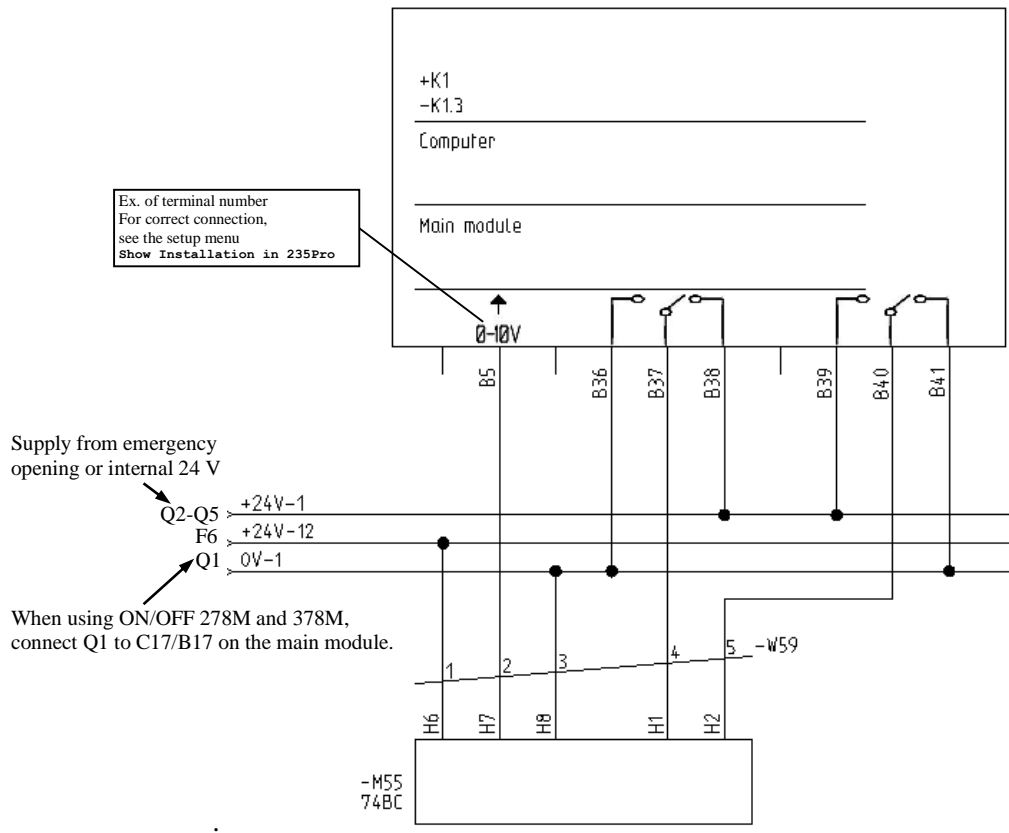 +K1
-K1.3
Computer
Ex. of terminal number
For correct connection,
see the setup menu
Show Installation in 235Pro
Main module
0-10V
B5
B36
B37
B38
B39
B40
B41
Supply from emergency
opening or internal 24 V
Q2-Q5 +24V-1
F6 +24V-12
Q1 0V-1
When using ON/OFF 278M and 378M,
connect Q1 to C17/B17 on the main module.
1 2 3 4 5 -W59
H6
H7
H8
H1
H2
-M55
74BC
.